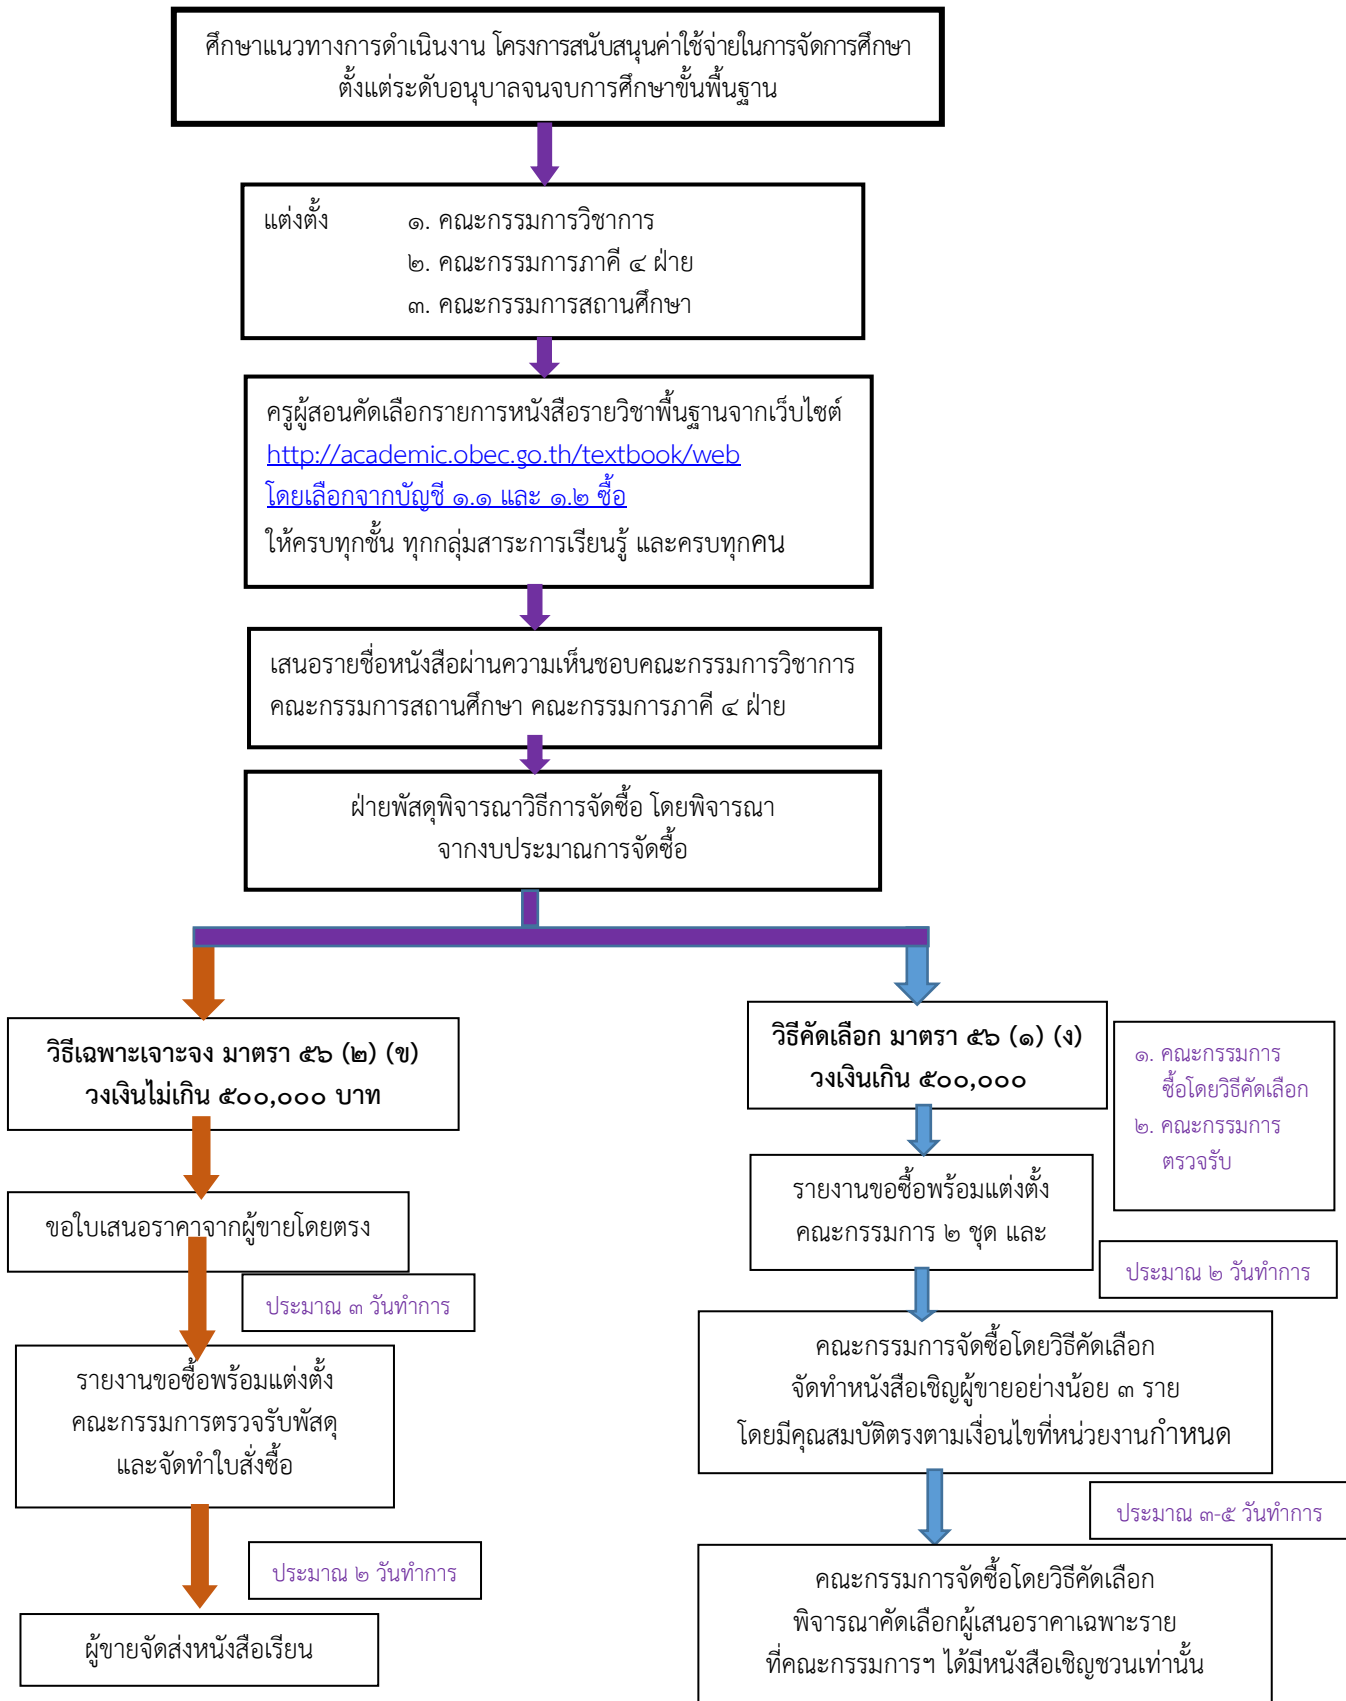 ศึกษาแนวทางการดำเนินงาน โครงการสนับสนุนค่าใช้จ่ายในการจัดการศึกษา
ตั้งแต่ระดับอนุบาลจนจบการศึกษาขั้นพื้นฐาน
แต่งตั้ง ๑. คณะกรรมการวิชาการ
๒. คณะกรรมการภาคี ๔ ฝ่าย
๓. คณะกรรมการสถานศึกษา
ครูผู้สอนคัดเลือกรายการหนังสือรายวิชาพื้นฐานจากเว็บไซต์
http://academic.obec.go.th/textbook/web
โดยเลือกจากบัญชี ๑.๑ และ ๑.๒ ซื้อ
ให้ครบทุกชั้น ทุกกลุ่มสาระการเรียนรู้ และครบทุกคน
เสนอรายชื่อหนังสือผ่านความเห็นชอบคณะกรรมการวิชาการ
คณะกรรมการสถานศึกษา คณะกรรมการภาคี ๔ ฝ่าย
ฝ่ายพัสดุพิจารณาวิธีการจัดซื้อ โดยพิจารณา
จากงบประมาณการจัดซื้อ
วิธีเฉพาะเจาะจง มาตรา ๕๖ (๒) (ข)
วงเงินไม่เกิน ๕๐๐,๐๐๐ บาท
ขอใบเสนอราคาจากผู้ขายโดยตรง
ประมาณ ๓ วันทำการ
รายงานขอซื้อพร้อมแต่งตั้ง
คณะกรรมการตรวจรับพัสดุ
และจัดทำใบสั่งซื้อ
ประมาณ ๒ วันทำการ
ผู้ขายจัดส่งหนังสือเรียน
วิธีคัดเลือก มาตรา ๕๖ (๑) (ง)
วงเงินเกิน ๕๐๐,๐๐๐
๑. คณะกรรมการ
ซื้อโดยวิธีคัดเลือก
๒. คณะกรรมการ
ตรวจรับ
รายงานขอซื้อพร้อมแต่งตั้ง
คณะกรรมการ ๒ ชุด และ
ประมาณ ๒ วันทำการ
คณะกรรมการจัดซื้อโดยวิธีคัดเลือก
จัดทำหนังสือเชิญผู้ขายอย่างน้อย ๓ ราย
โดยมีคุณสมบัติตรงตามเงื่อนไขที่หน่วยงานกำหนด
ประมาณ ๓-๕ วันทำการ
คณะกรรมการจัดซื้อโดยวิธีคัดเลือก
พิจารณาคัดเลือกผู้เสนอราคาเฉพาะราย
ที่คณะกรรมการฯ ได้มีหนังสือเชิญชวนเท่านั้น